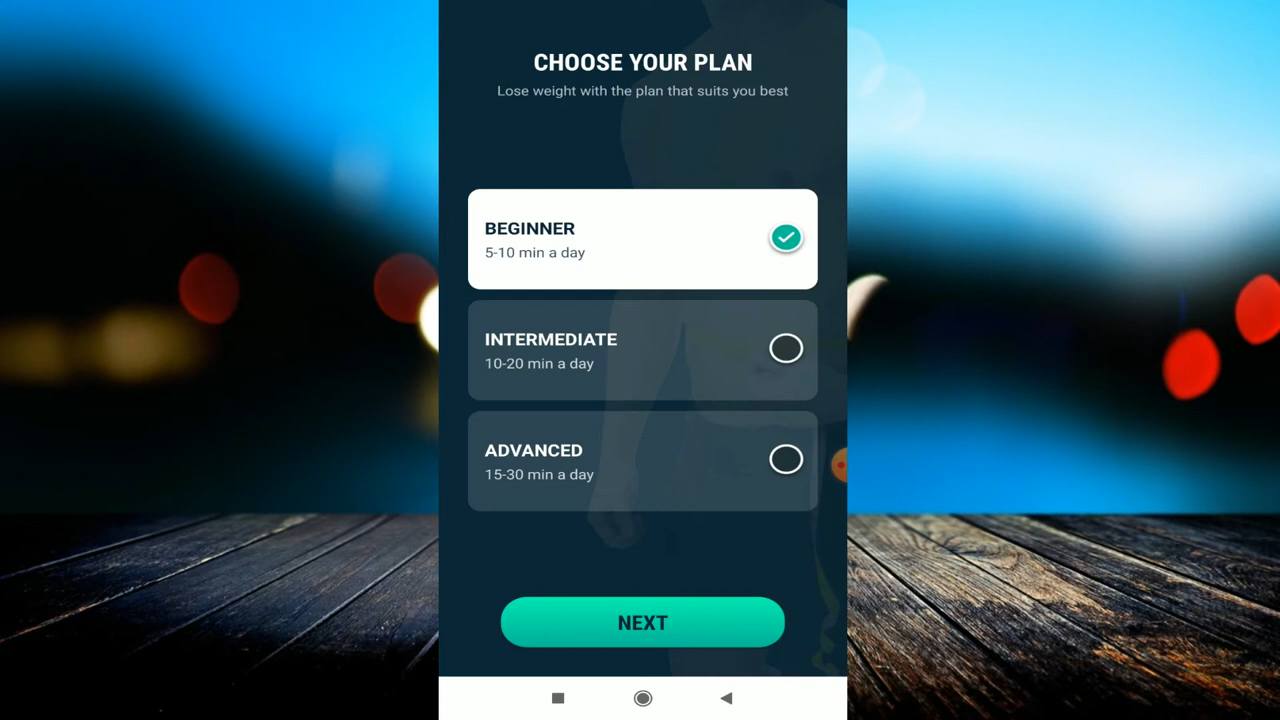 CHOOSE YOUR PLAN
Lose weight with the plan that suits you best
BEGINNER
5-10 min a day
INTERMEDIATE
10-20 min a day
ADVANCED
15-30 min a day
NEXT